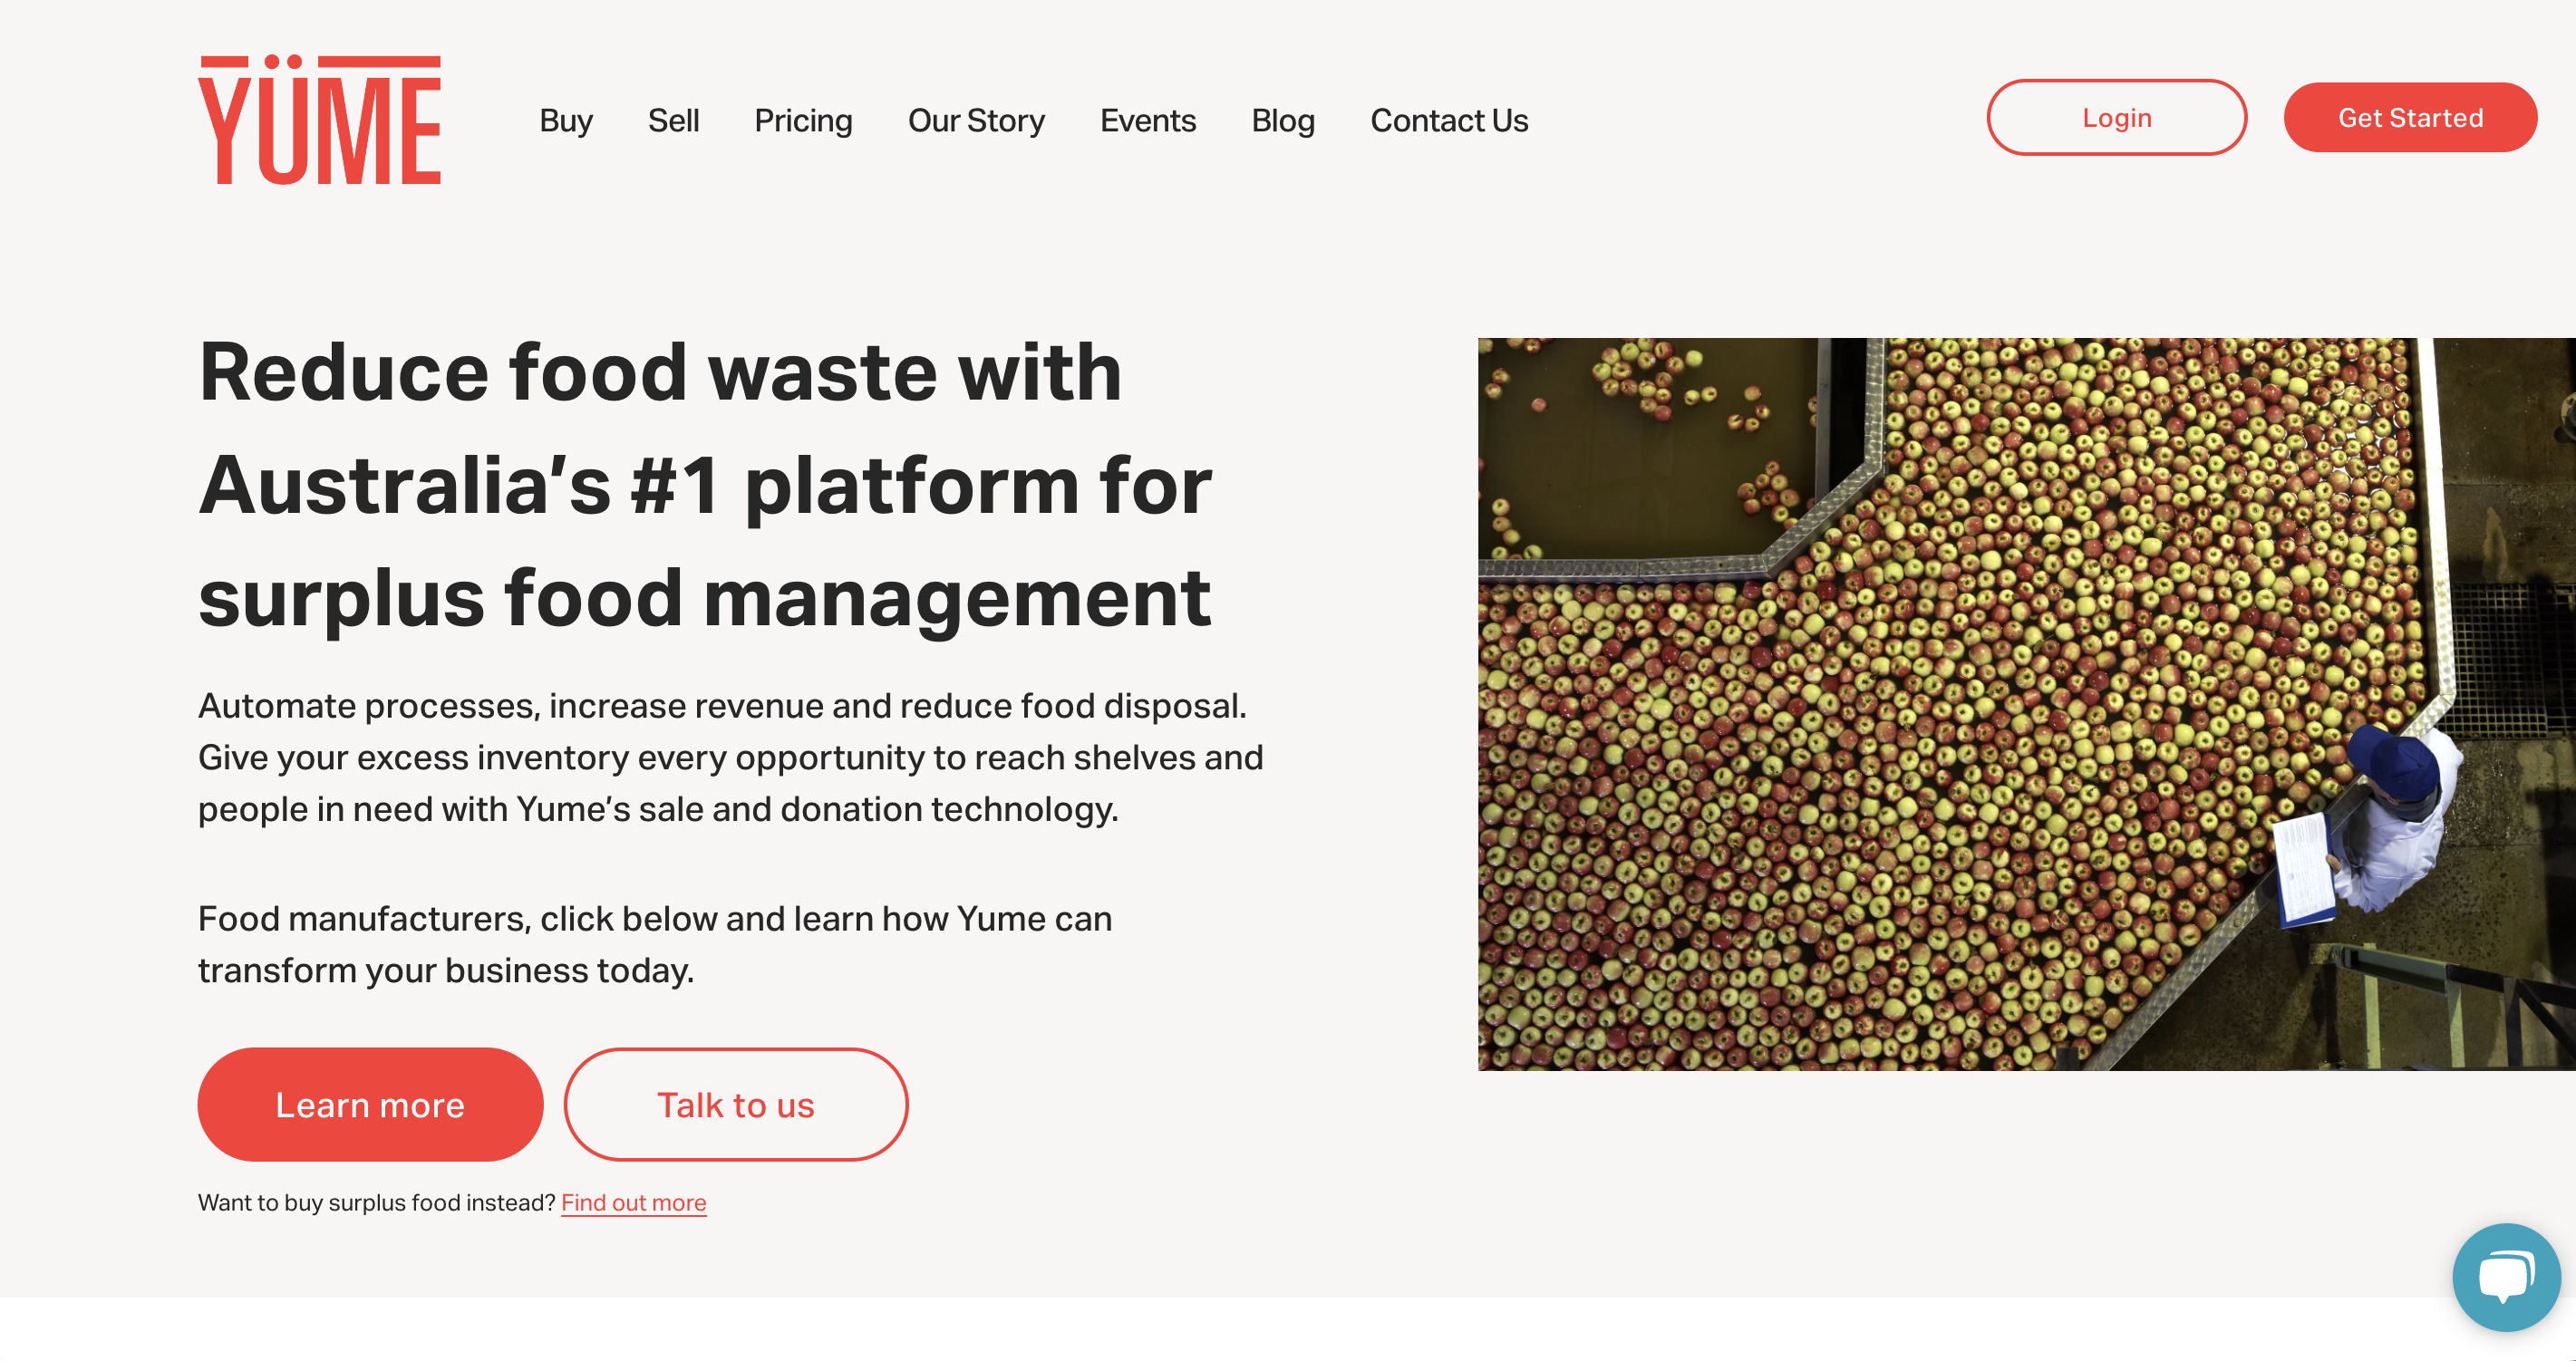 YÜME
Buy
Sell
Pricing
Our Story
Events
Blog
Contact Us
Login
Get Started
Reduce food waste with
Australia’s #1 platform for
surplus food management
Automate processes, increase revenue and reduce food disposal.
Give your excess inventory every opportunity to reach shelves and
people in need with Yume’s sale and donation technology.
Food manufacturers, click below and learn how Yume can
transform your business today.
Learn more
Talk to us
Want to buy surplus food instead? Find out more